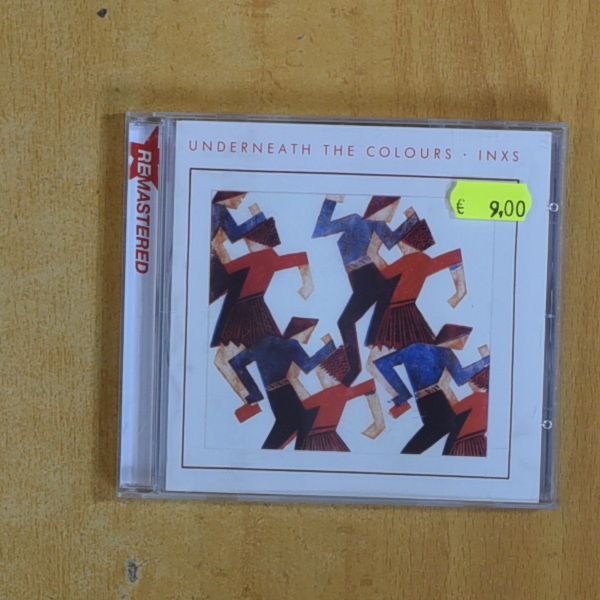 UNDERNEATH THE COLOURS · INXS
REMASTERED
€ 9,00